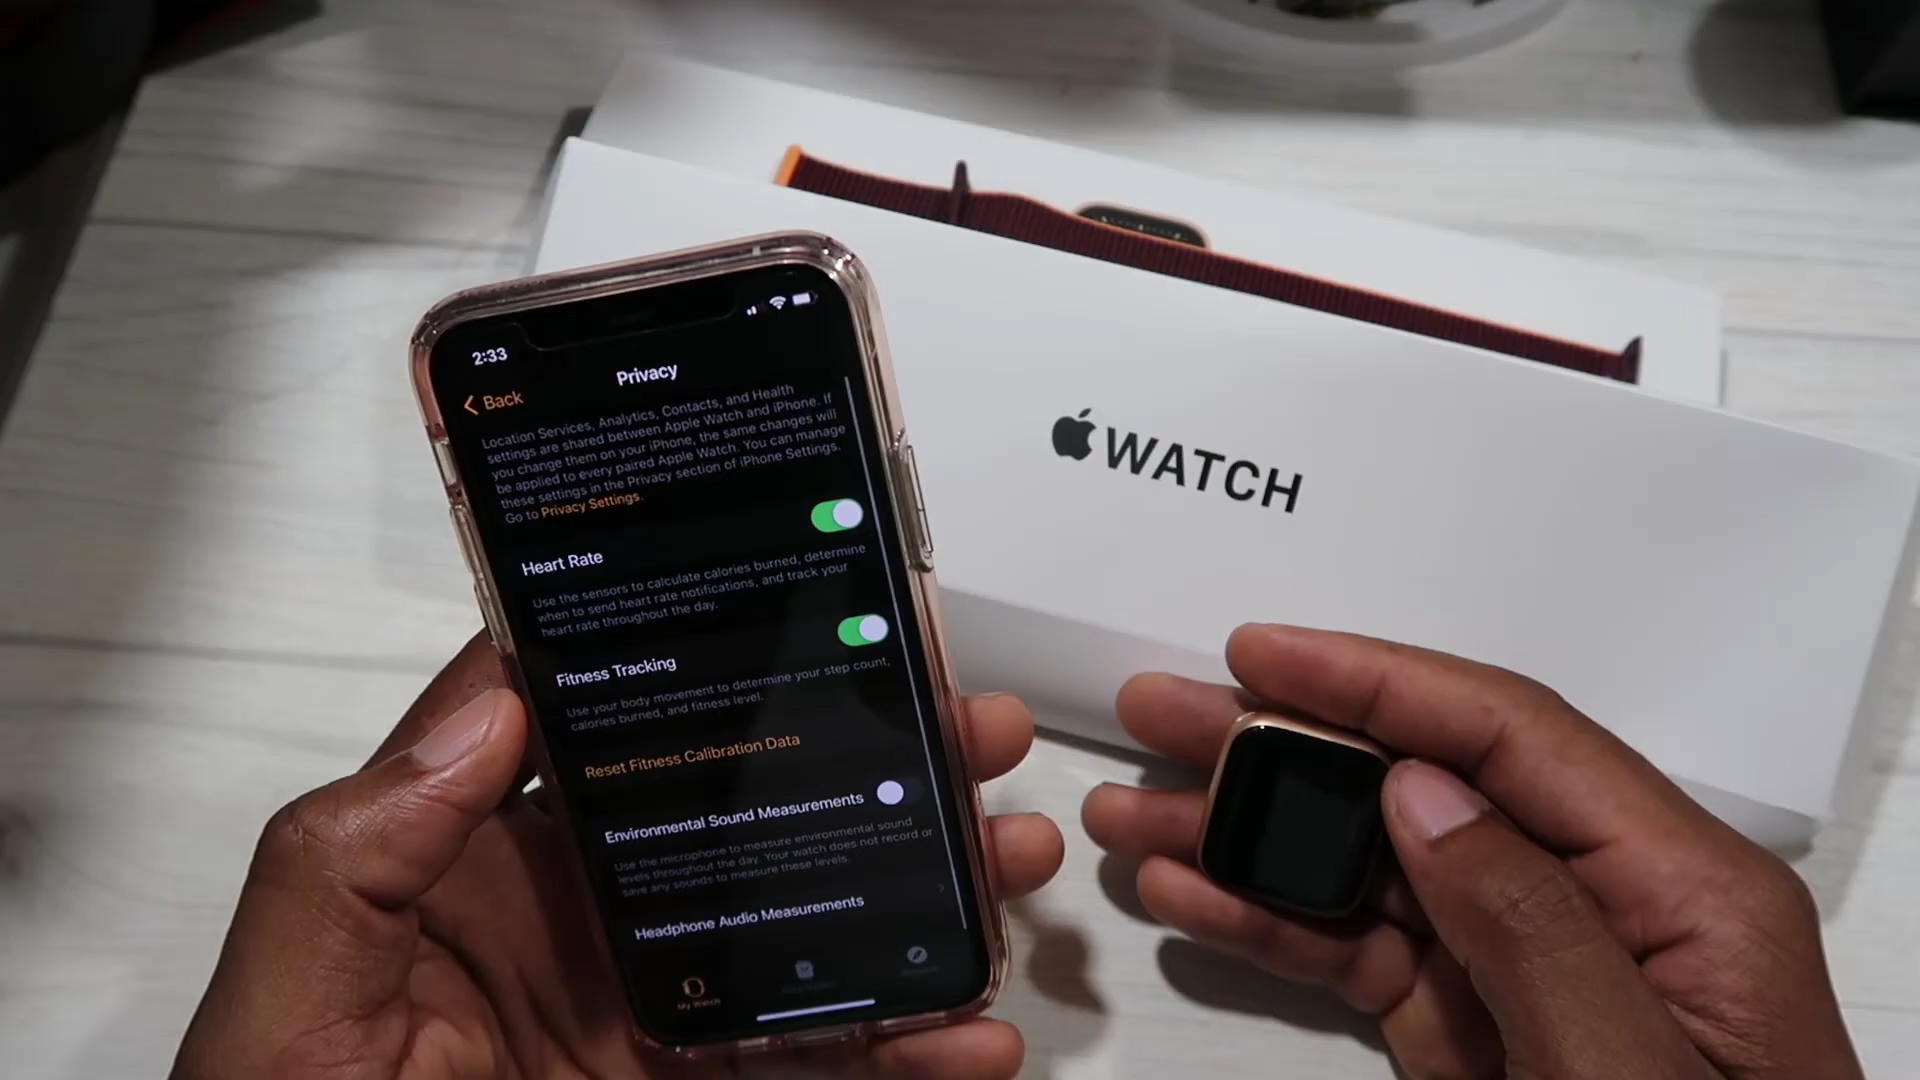 2:33
Privacy
Back
Location Services, Analytics, Contacts, and Health
settings are shared between Apple Watch and iPhone. If
you change them on your iPhone, the same changes will
be applied to every paired Apple Watch. You can manage
these settings in the Privacy section of iPhone Settings.
Go to Privacy Settings.
Heart Rate
Use the sensors to calculate calories burned, determine
when to send heart rate notifications, and track your
heart rate throughout the day.
Fitness Tracking
Use your body movement to determine your step count,
calories burned, and fitness level.
Reset Fitness Calibration Data
Environmental Sound Measurements
Use the microphone to measure environmental sound
levels throughout the day. Your watch does not record or
save any sounds to measure these levels.
Headphone Audio Measurements
My Watch
WATCH